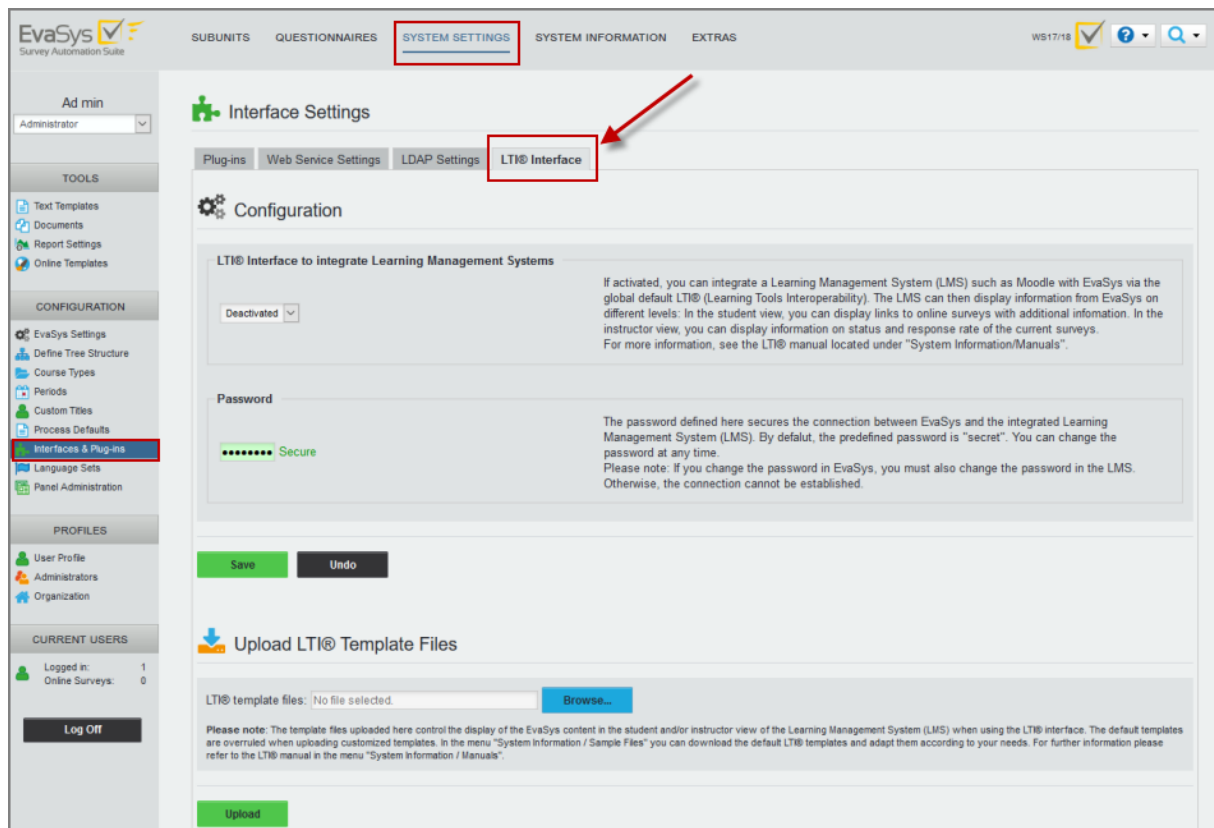 EvaSys
Survey Automation Suite
SUBUNITS QUESTIONNAIRES SYSTEM SETTINGS SYSTEM INFORMATION EXTRAS
WS17/18
Ad min
Administrator
TOOLS
Text Templates
Documents
Report Settings
Online Templates
CONFIGURATION
EvaSys Settings
Define Tree Structure
Course Types
Periods
Custom Titles
Process Defaults
Interfaces & Plug-ins
Language Sets
Panel Administration
PROFILES
User Profile
Administrators
Organization
CURRENT USERS
Logged in: 1
Online Surveys: 0
Log Off
Interface Settings
Plug-ins Web Service Settings LDAP Settings LTI® Interface
Configuration
LTI® Interface to integrate Learning Management Systems
Deactivated
If activated, you can integrate a Learning Management System (LMS) such as Moodle with EvaSys via the
global default LTI® (Learning Tools Interoperability). The LMS can then display information from EvaSys on
different levels: In the student view, you can display links to online surveys with additional infomation. In the
instructor view, you can display information on status and response rate of the current surveys.
For more information, see the LTI® manual located under "System Information/Manuals".
Password
Secure
The password defined here secures the connection between EvaSys and the integrated Learning
Management System (LMS). By defalut, the predefined password is "secret". You can change the
password at any time.
Please note: If you change the password in EvaSys, you must also change the password in the LMS.
Otherwise, the connection cannot be established.
Save Undo
Upload LTI® Template Files
LTI® template files: No file selected. Browse...
Please note: The template files uploaded here control the display of the EvaSys content in the student and/or instructor view of the Learning Management System (LMS) when using the LTI® interface. The default templates
are overruled when uploading customized templates. In the menu "System Information / Sample Files" you can download the default LTI® templates and adapt them according to your needs. For further information please
refer to the LTI® manual in the menu "System Information / Manuals".
Upload